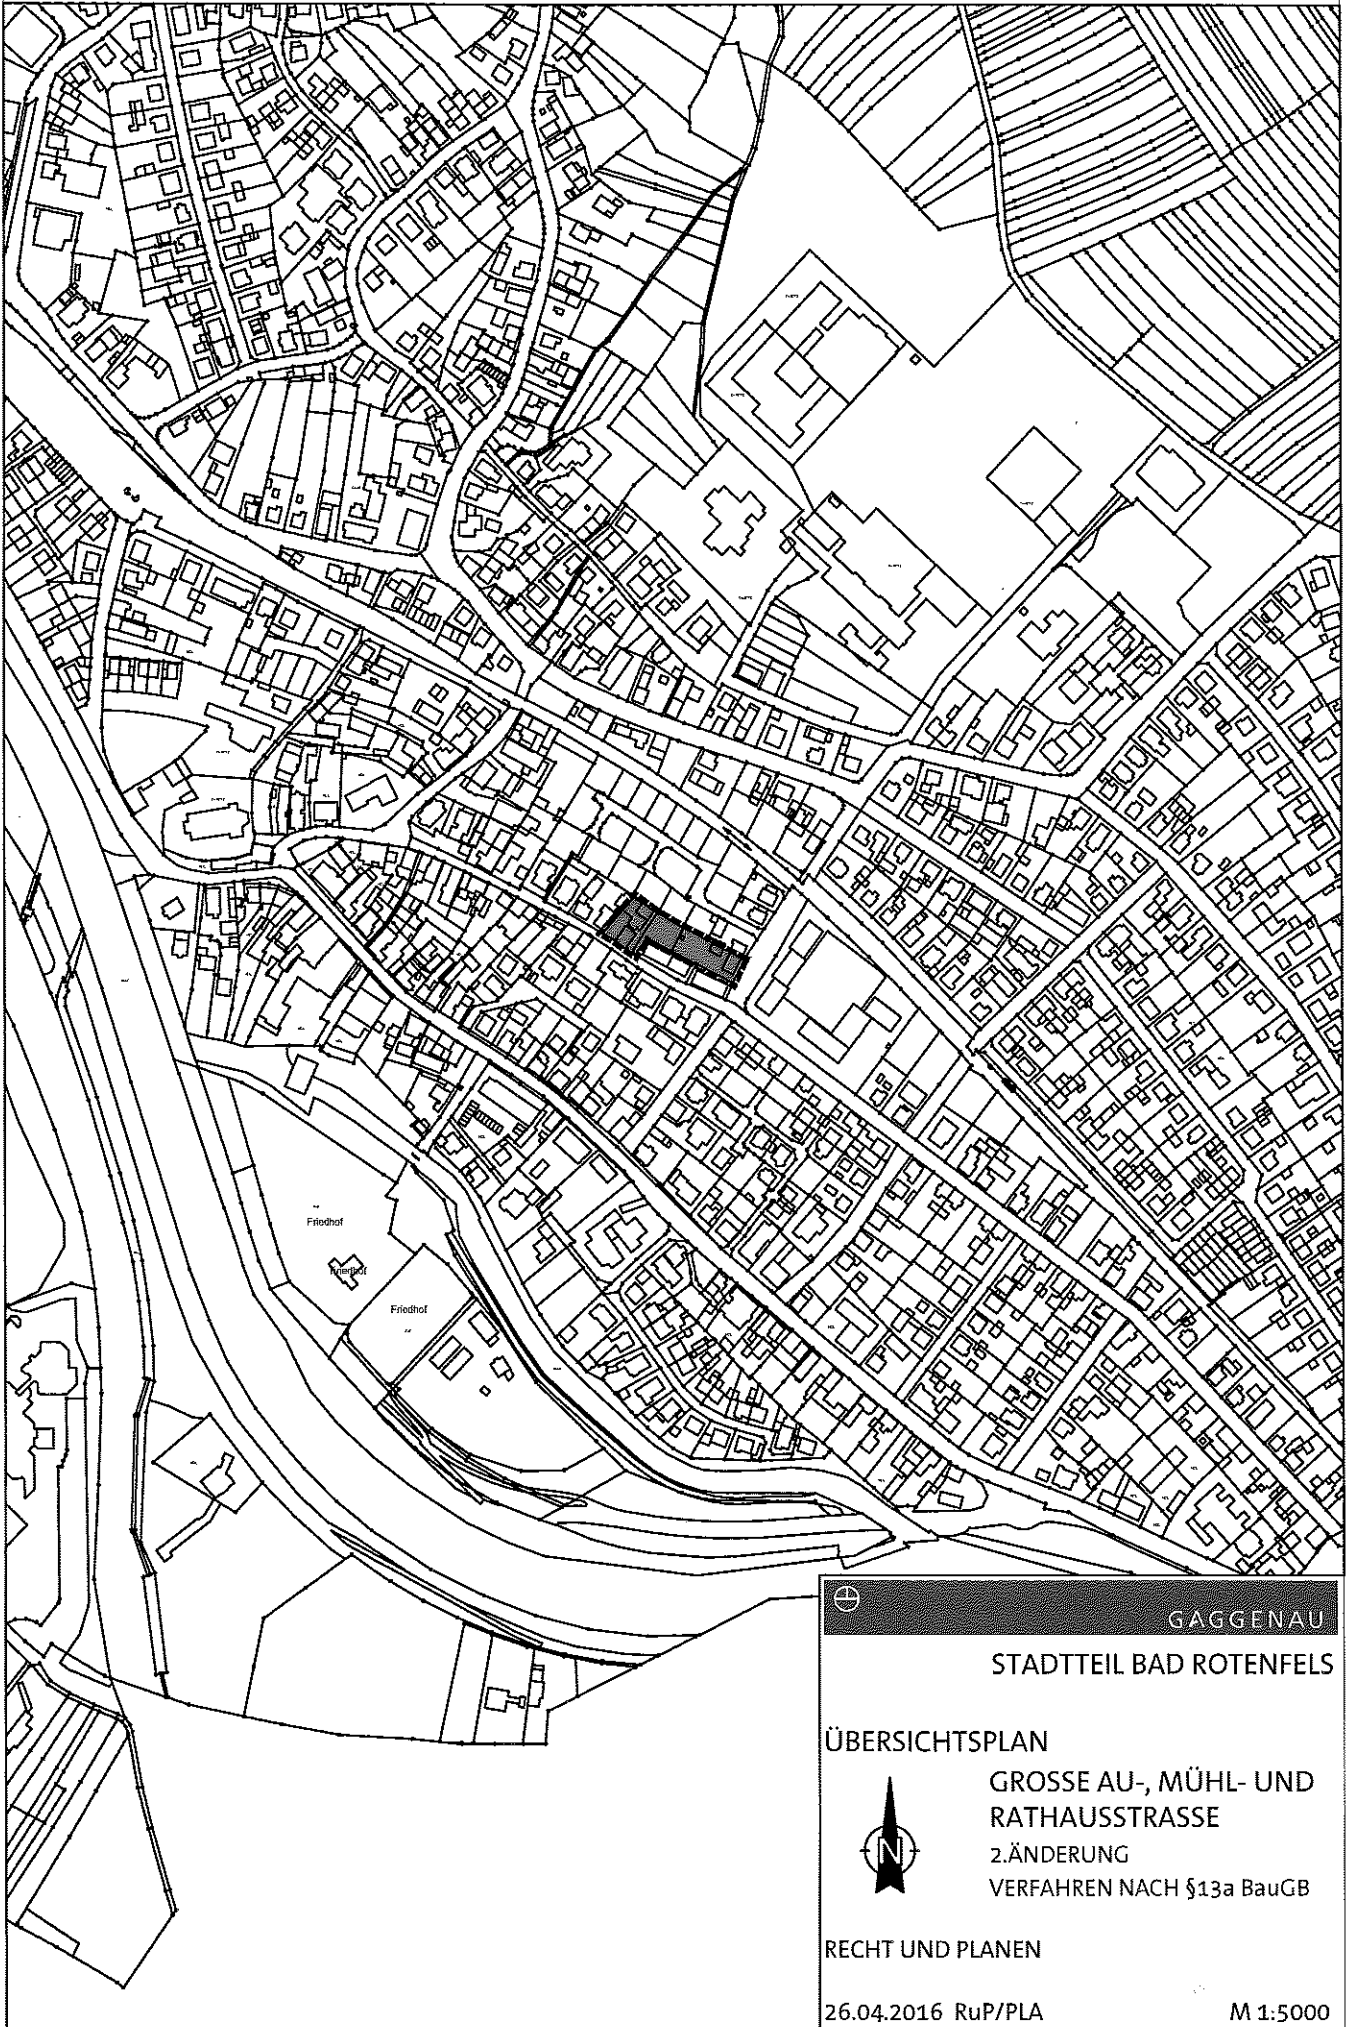 Friedhof
Friedhof
Friedhof
GAGGENAU
STADTTEIL BAD ROTENFELS
ÜBERSICHTSPLAN
GROSSE AU-, MÜHL- UND
RATHAUSSTRASSE
2.ÄNDERUNG
VERFAHREN NACH §13a BauGB
N
RECHT UND PLANEN
26.04.2016 RuP/PLA
M 1:5000